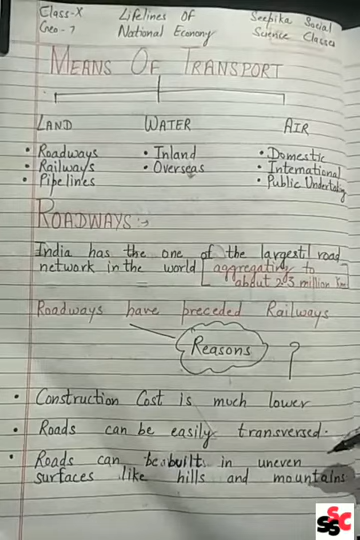 Class-X Lifelines Of Seepika Social
Geo-7 National Economy Science Classes
MEANS OF TRANSPORT
LAND WATER AIR
• Roadways • Inland • Domestic
• Railways • Overseas • International
• Pipelines • Public Undertaking
ROADWAYS :→
India has the one of the largest road
network in the world [aggregating to
about 2.3 million km]
Roadways have preceded Railways
Reasons ?
• Construction Cost is much lower
• Roads can be easily transversed.
• Roads can be built in uneven
surfaces like hills and mountains
SSSC